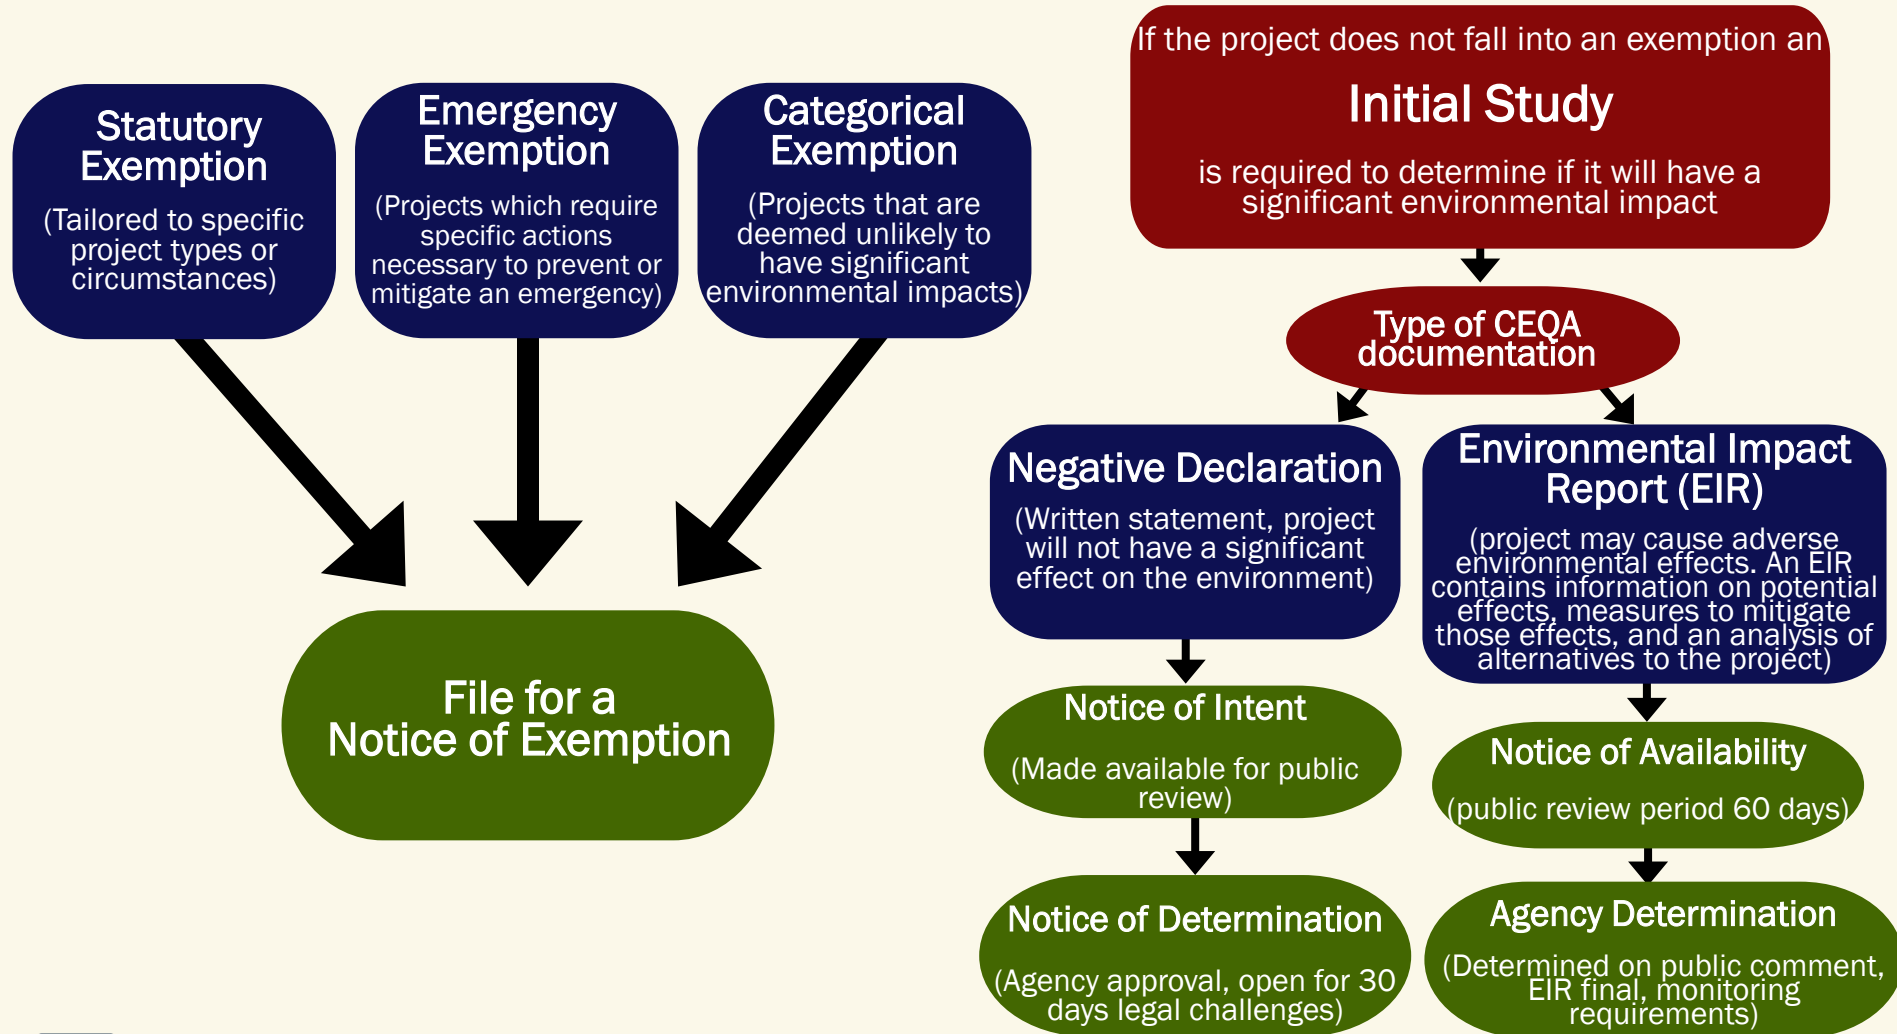 Statutory
Exemption
(Tailored to specific
project types or
circumstances)
Emergency
Exemption
(Projects which require
specific actions
necessary to prevent or
mitigate an emergency)
Categorical
Exemption
(Projects that are
deemed unlikely to
have significant
environmental impacts)
File for a
Notice of Exemption
If the project does not fall into an exemption an
Initial Study
is required to determine if it will have a
significant environmental impact
Type of CEQA
documentation
Negative Declaration
(Written statement, project
will not have a significant
effect on the environment)
Notice of Intent
(Made available for public
review)
Notice of Determination
(Agency approval, open for 30
days legal challenges)
Environmental Impact
Report (EIR)
(project may cause adverse
environmental effects. An EIR
contains information on potential
effects, measures to mitigate
those effects, and an analysis of
alternatives to the project)
Notice of Availability
(public review period 60 days)
Agency Determination
(Determined on public comment,
EIR final, monitoring
requirements)